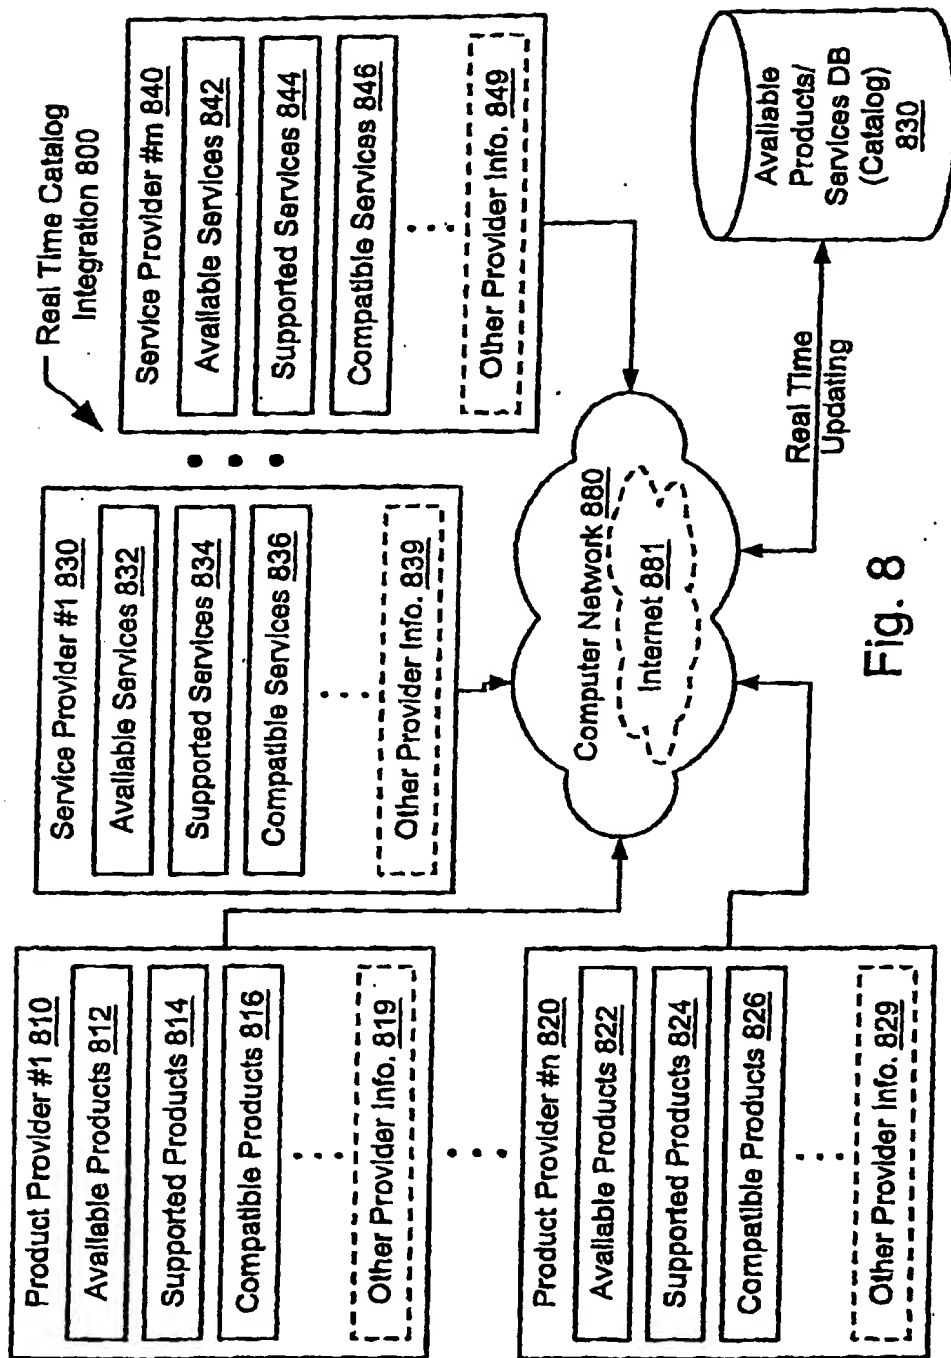 Real Time Catalog
Integration 800
Product Provider #1 810
Available Products 812
Supported Products 814
Compatible Products 816
Other Provider Info. 819
Product Provider #n 820
Available Products 822
Supported Products 824
Compatible Products 826
Other Provider Info. 829
Service Provider #1 830
Available Services 832
Supported Services 834
Compatible Services 836
Other Provider Info. 839
Service Provider #m 840
Available Services 842
Supported Services 844
Compatible Services 846
Other Provider Info. 849
Computer Network 880
Internet 881
Real Time
Updating
Available
Products/
Services DB
(Catalog)
830
Fig. 8